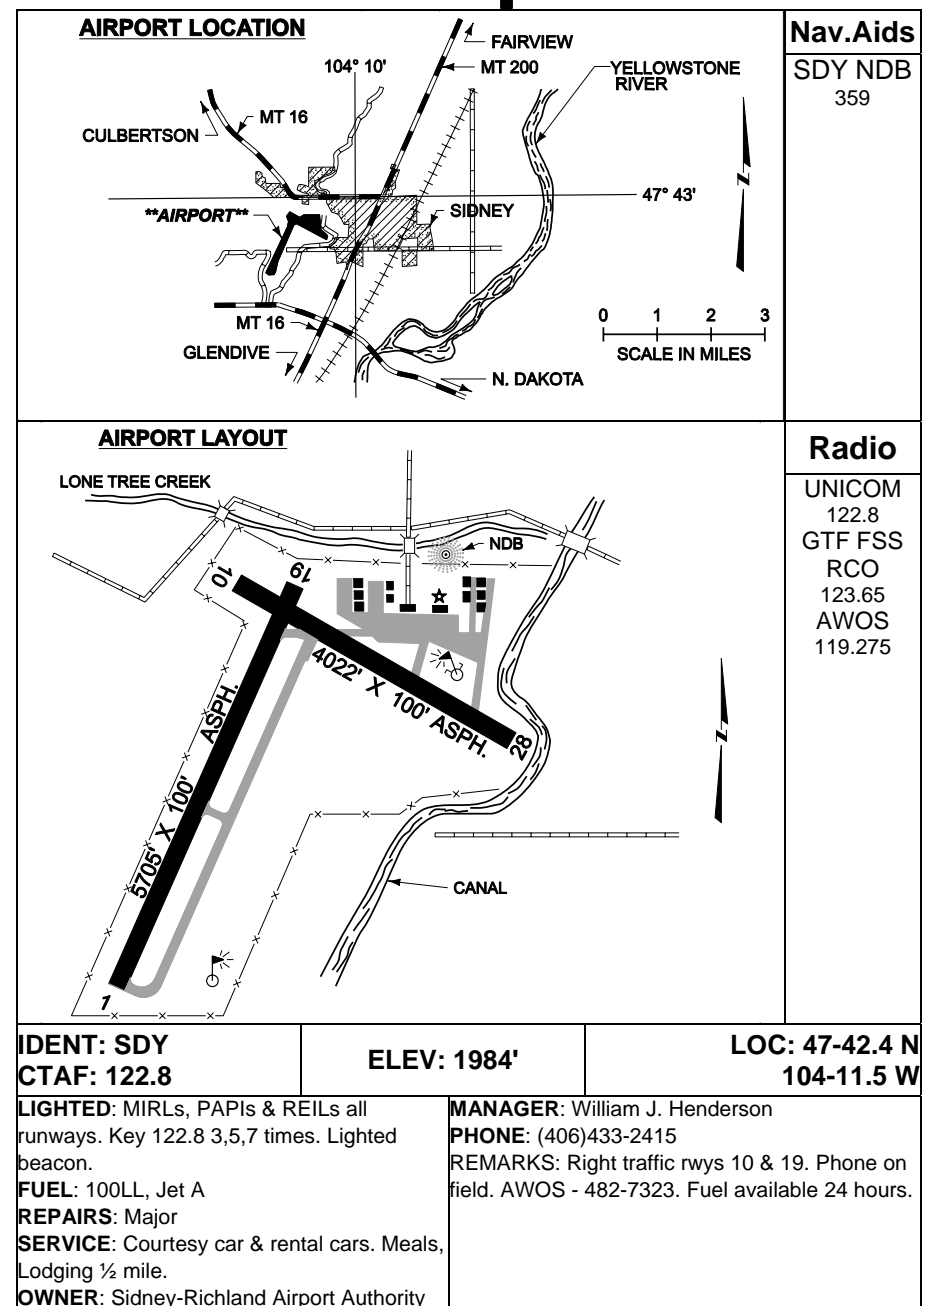 AIRPORT LOCATION
FAIRVIEW
104° 10'
MT 200
YELLOWSTONE
RIVER
MT 16
CULBERTSON
47° 43'
**AIRPORT**
SIDNEY
N
0 1 2 3
SCALE IN MILES
MT 16
GLENDIVE
N. DAKOTA
Nav.Aids
SDY NDB
359
AIRPORT LAYOUT
LONE TREE CREEK
NDB
10
19
4022' X 100' ASPH.
28
5705' X 100' ASPH.
N
CANAL
1
Radio
UNICOM
122.8
GTF FSS
RCO
123.65
AWOS
119.275
IDENT: SDY
CTAF: 122.8
ELEV: 1984'
LOC: 47-42.4 N
104-11.5 W
LIGHTED: MIRLs, PAPIs & REILs all
runways. Key 122.8 3,5,7 times. Lighted
beacon.
FUEL: 100LL, Jet A
REPAIRS: Major
SERVICE: Courtesy car & rental cars. Meals,
Lodging ½ mile.
OWNER: Sidney-Richland Airport Authority
MANAGER: William J. Henderson
PHONE: (406)433-2415
REMARKS: Right traffic rwys 10 & 19. Phone on
field. AWOS - 482-7323. Fuel available 24 hours.